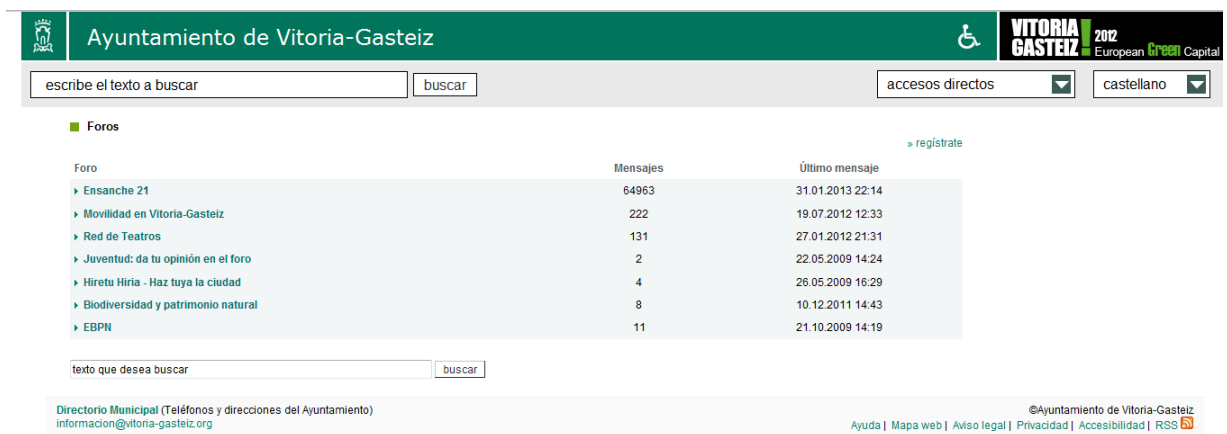 Ayuntamiento de Vitoria-Gasteiz
VITORIA GASTEIZ 2012 European Green Capital
escribe el texto a buscar buscar accesos directos castellano
Foros
» regístrate
Foro Mensajes Último mensaje
Ensanche 21 64963 31.01.2013 22:14
Movilidad en Vitoria-Gasteiz 222 19.07.2012 12:33
Red de Teatros 131 27.01.2012 21:31
Juventud: da tu opinión en el foro 2 22.05.2009 14:24
Hiretu Hiria - Haz tuya la ciudad 4 26.05.2009 16:29
Biodiversidad y patrimonio natural 8 10.12.2011 14:43
EBPN 11 21.10.2009 14:19
texto que desea buscar buscar
Directorio Municipal (Teléfonos y direcciones del Ayuntamiento) ©Ayuntamiento de Vitoria-Gasteiz
informacion@vitoria-gasteiz.org Ayuda | Mapa web | Aviso legal | Privacidad | Accesibilidad | RSS